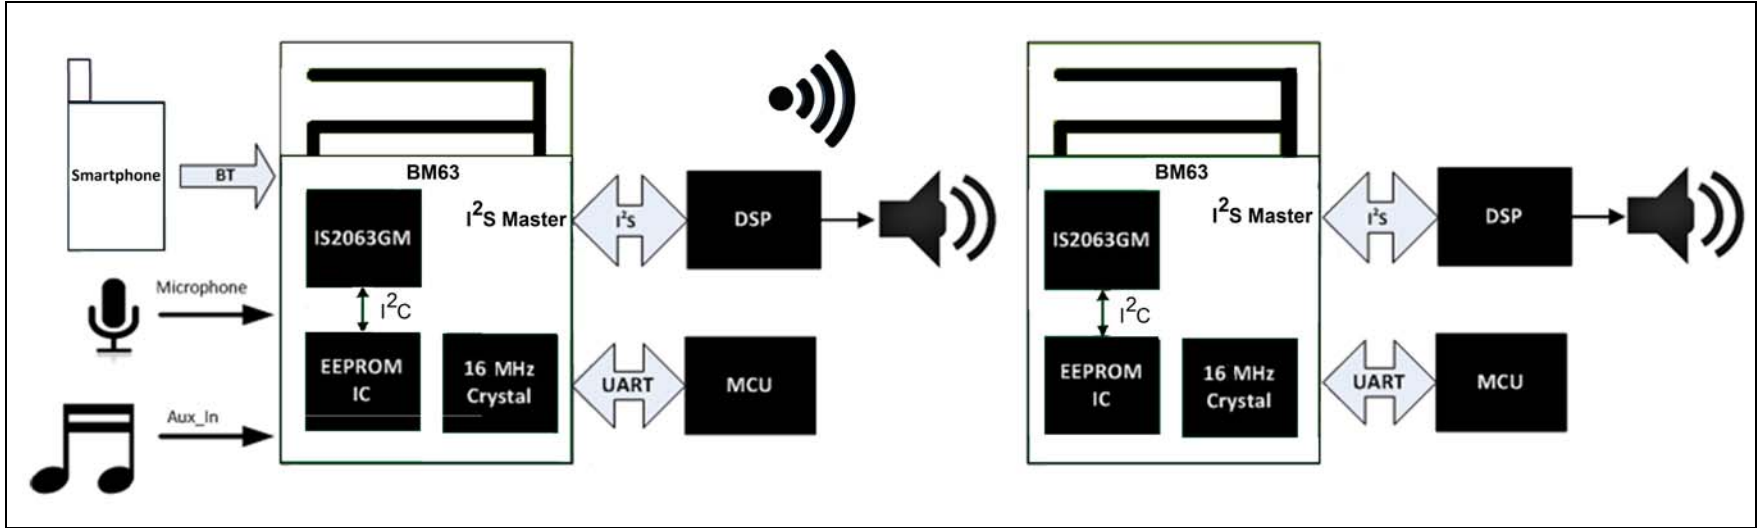 Smartphone
BT
Microphone
Aux_In
BM63
IS2063GM
I²S Master
I²C
EEPROM
IC
16 MHz
Crystal
I²S
DSP
UART
MCU
BM63
IS2063GM
I²S Master
I²C
EEPROM
IC
16 MHz
Crystal
I²S
DSP
UART
MCU